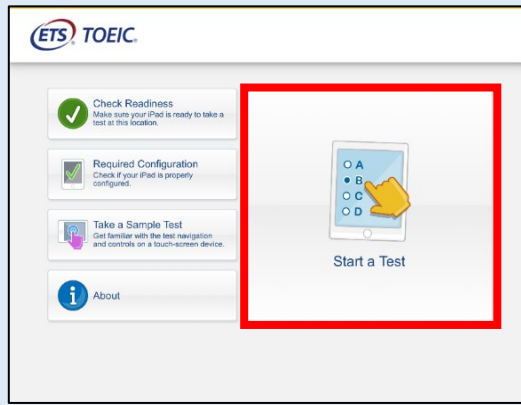 ETS TOEIC.
Check Readiness
Make sure your iPad is ready to take a
test at this location.
Required Configuration
Check if your iPad is properly
configured.
Take a Sample Test
Get familiar with the test navigation
and controls on a touch-screen device.
About
A
B
C
D
Start a Test